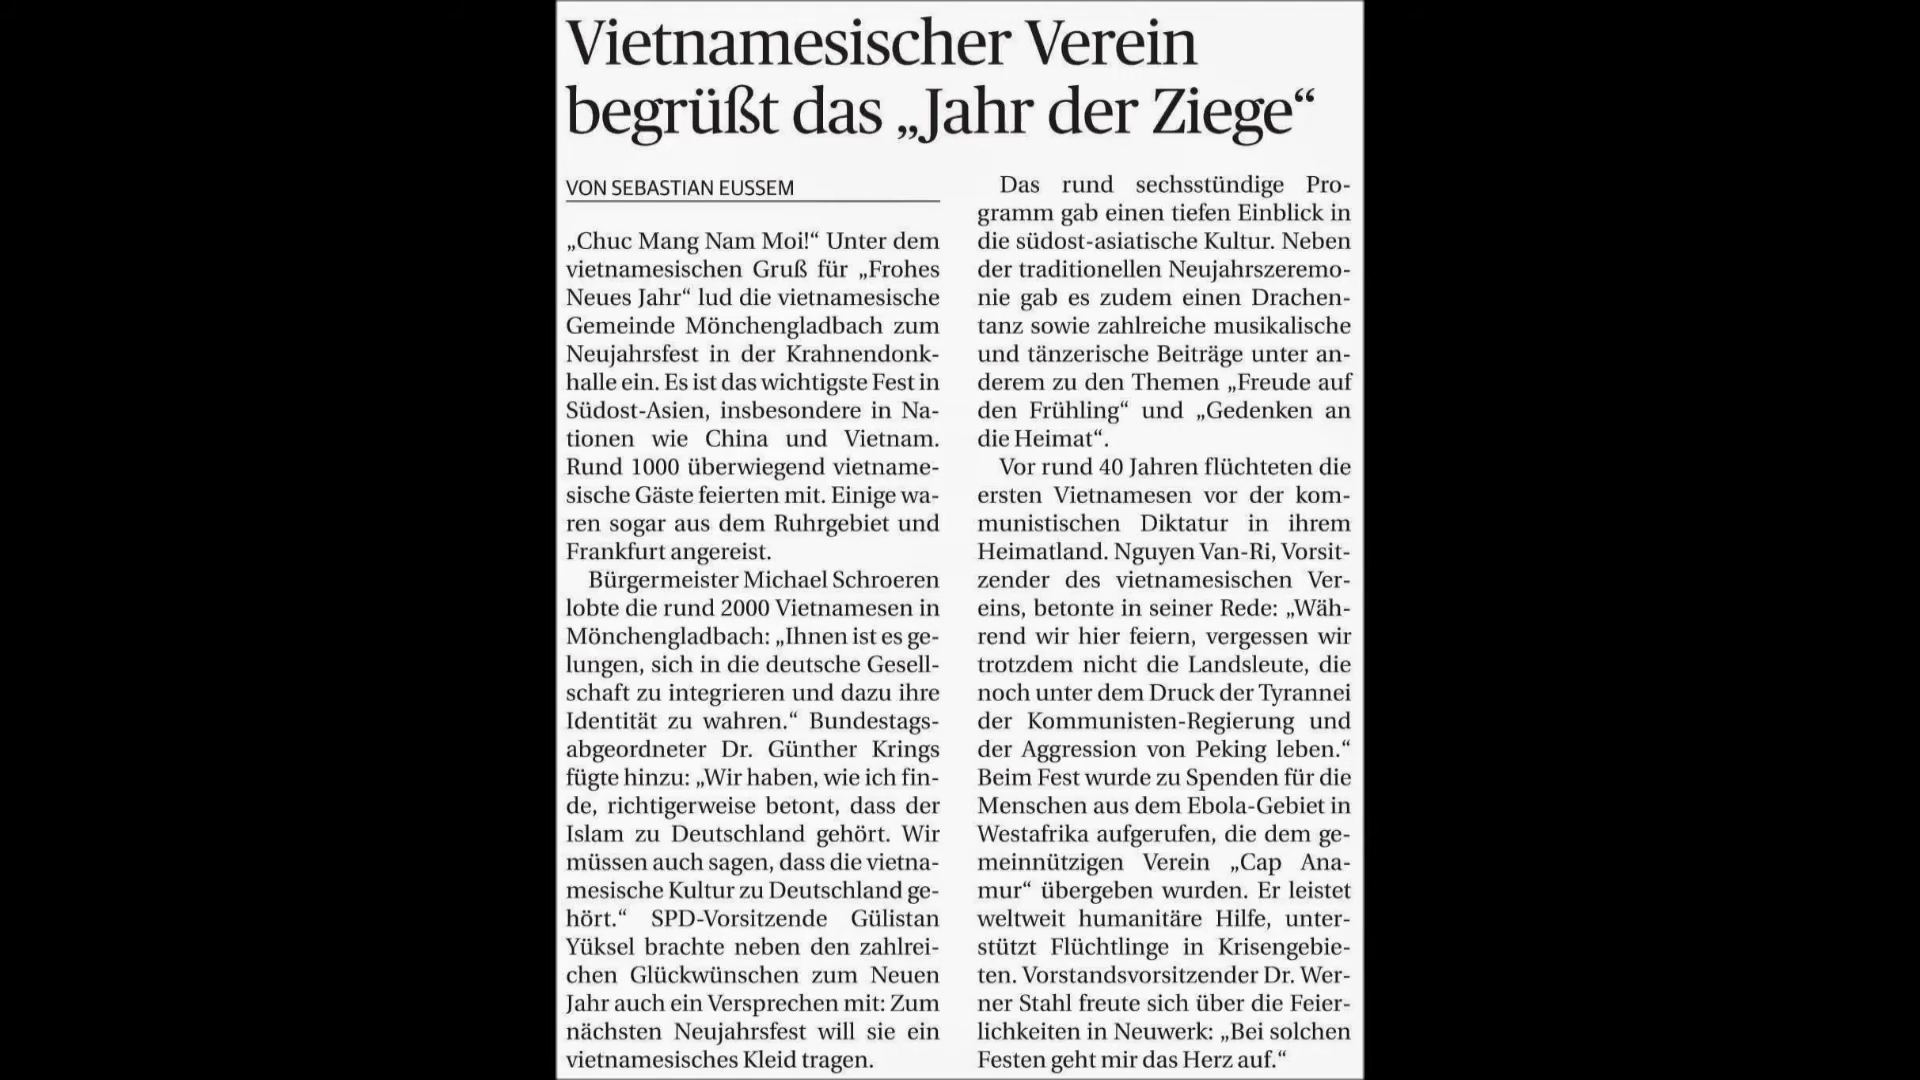 Vietnamesischer Verein
begrüßt das „Jahr der Ziege“
VON SEBASTIAN EUSSEM
„Chuc Mang Nam Moi!“ Unter dem
vietnamesischen Gruß für „Frohes
Neues Jahr“ lud die vietnamesische
Gemeinde Mönchengladbach zum
Neujahrsfest in der Krahnendonk-
halle ein. Es ist das wichtigste Fest in
Südost-Asien, insbesondere in Na-
tionen wie China und Vietnam.
Rund 1000 überwiegend vietname-
sische Gäste feierten mit. Einige wa-
ren sogar aus dem Ruhrgebiet und
Frankfurt angereist.
Bürgermeister Michael Schroeren
lobte die rund 2000 Vietnamesen in
Mönchengladbach: „Ihnen ist es ge-
lungen, sich in die deutsche Gesell-
schaft zu integrieren und dazu ihre
Identität zu wahren.“ Bundestags-
abgeordneter Dr. Günther Krings
fügte hinzu: „Wir haben, wie ich fin-
de, richtigerweise betont, dass der
Islam zu Deutschland gehört. Wir
müssen auch sagen, dass die vietna-
mesische Kultur zu Deutschland ge-
hört.“ SPD-Vorsitzende Gülistan
Yüksel brachte neben den zahlrei-
chen Glückwünschen zum Neuen
Jahr auch ein Versprechen mit: Zum
nächsten Neujahrsfest will sie ein
vietnamesisches Kleid tragen.
Das rund sechsstündige Pro-
gramm gab einen tiefen Einblick in
die südost-asiatische Kultur. Neben
der traditionellen Neujahrszeremo-
nie gab es zudem einen Drachen-
tanz sowie zahlreiche musikalische
und tänzerische Beiträge unter an-
derem zu den Themen „Freude auf
den Frühling“ und „Gedenken an
die Heimat“.
Vor rund 40 Jahren flüchteten die
ersten Vietnamesen vor der kom-
munistischen Diktatur in ihrem
Heimatland. Nguyen Van-Ri, Vorsit-
zender des vietnamesischen Ver-
eins, betonte in seiner Rede: „Wäh-
rend wir hier feiern, vergessen wir
trotzdem nicht die Landsleute, die
noch unter dem Druck der Tyrannei
der Kommunisten-Regierung und
der Aggression von Peking leben.“
Beim Fest wurde zu Spenden für die
Menschen aus dem Ebola-Gebiet in
Westafrika aufgerufen, die dem ge-
meinnützigen Verein „Cap Ana-
mur“ übergeben wurden. Er leistet
weltweit humanitäre Hilfe, unter-
stützt Flüchtlinge in Krisengebie-
ten. Vorstandsvorsitzender Dr. Wer-
ner Stahl freute sich über die Feier-
lichkeiten in Neuwerk: „Bei solchen
Festen geht mir das Herz auf.“